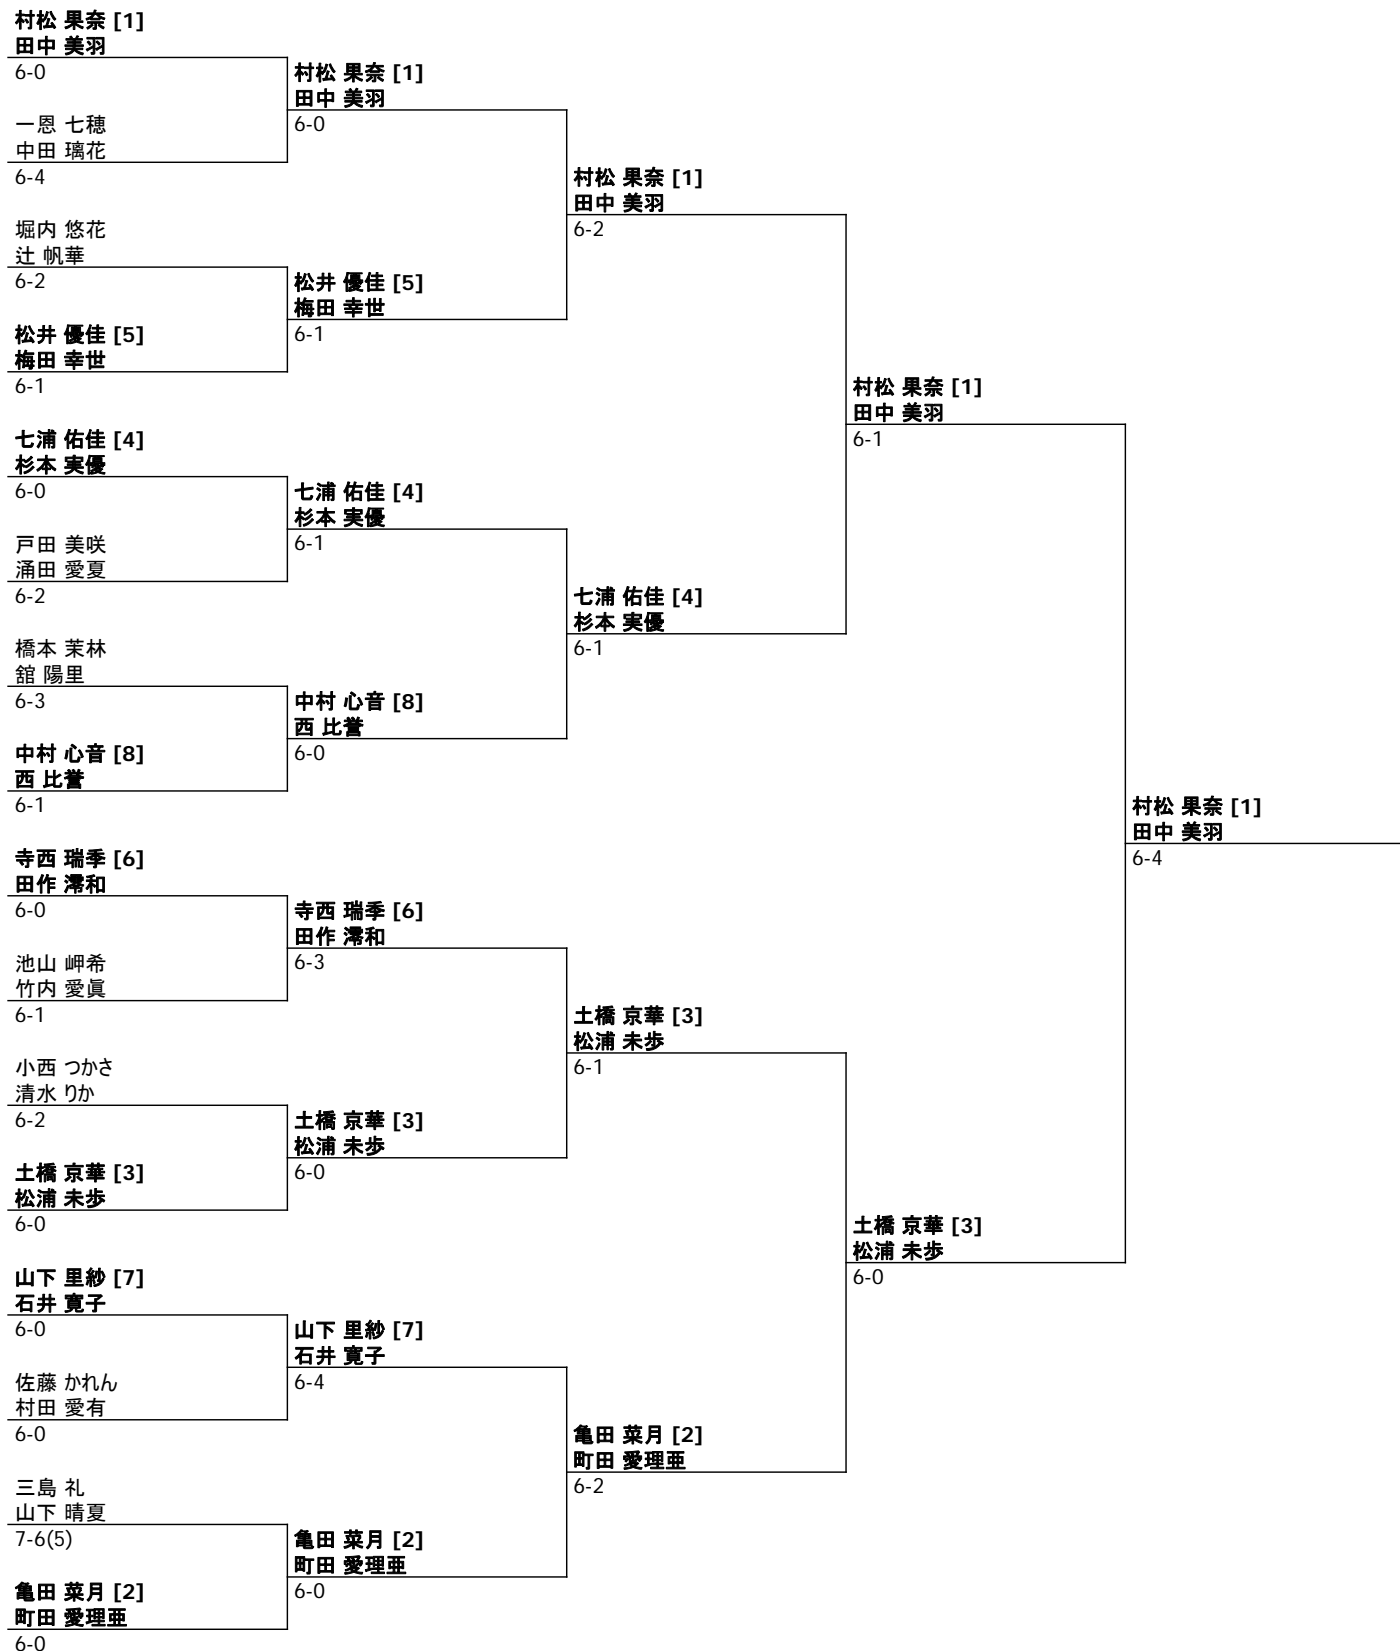 村松 果奈 [1]
田中 美羽
6-0
一恩 七穂
中田 璃花
6-4
堀内 悠花
辻 帆華
6-2
松井 優佳 [5]
梅田 幸世
6-1
七浦 佑佳 [4]
杉本 実優
6-0
戸田 美咲
涌田 愛夏
6-2
橋本 茉林
舘 陽里
6-3
中村 心音 [8]
西 比誉
6-1
寺西 瑞季 [6]
田作 澪和
6-0
池山 岬希
竹内 愛眞
6-1
小西 つかさ
清水 りか
6-2
土橋 京華 [3]
松浦 未歩
6-0
山下 里紗 [7]
石井 寛子
6-0
佐藤 かれん
村田 愛有
6-0
三島 礼
山下 晴夏
7-6(5)
亀田 菜月 [2]
町田 愛理亜
6-0
村松 果奈 [1]
田中 美羽
6-0
松井 優佳 [5]
梅田 幸世
6-1
七浦 佑佳 [4]
杉本 実優
6-1
中村 心音 [8]
西 比誉
6-0
寺西 瑞季 [6]
田作 澪和
6-3
土橋 京華 [3]
松浦 未歩
6-0
山下 里紗 [7]
石井 寛子
6-4
亀田 菜月 [2]
町田 愛理亜
6-0
村松 果奈 [1]
田中 美羽
6-2
七浦 佑佳 [4]
杉本 実優
6-1
土橋 京華 [3]
松浦 未歩
6-1
亀田 菜月 [2]
町田 愛理亜
6-2
村松 果奈 [1]
田中 美羽
6-1
土橋 京華 [3]
松浦 未歩
6-0
村松 果奈 [1]
田中 美羽
6-4